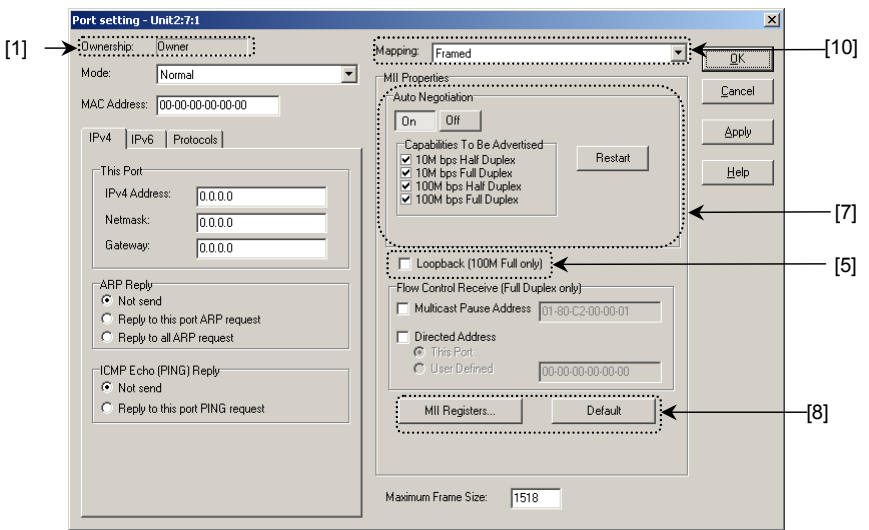 Port setting - Unit2:7:1
[1]
Ownership: Owner
Mode: Normal
MAC Address: 00-00-00-00-00-00
IPv4 IPv6 Protocols
This Port
IPv4 Address: 0.0.0.0
Netmask: 0.0.0.0
Gateway: 0.0.0.0
ARP Reply
Not send
Reply to this port ARP request
Reply to all ARP request
ICMP Echo (PING) Reply
Not send
Reply to this port PING request
Mapping: Framed
[10]
MII Properties
Auto Negotiation
On Off
Capabilities To Be Advertised
10M bps Half Duplex
10M bps Full Duplex
100M bps Half Duplex
100M bps Full Duplex
Restart
[7]
Loopback (100M Full only)
[5]
Flow Control Receive (Full Duplex only)
Multicast Pause Address 01-80-C2-00-00-01
Directed Address
This Port
User Defined 00-00-00-00-00-00
MII Registers... Default
[8]
Maximum Frame Size: 1518
OK
Cancel
Apply
Help